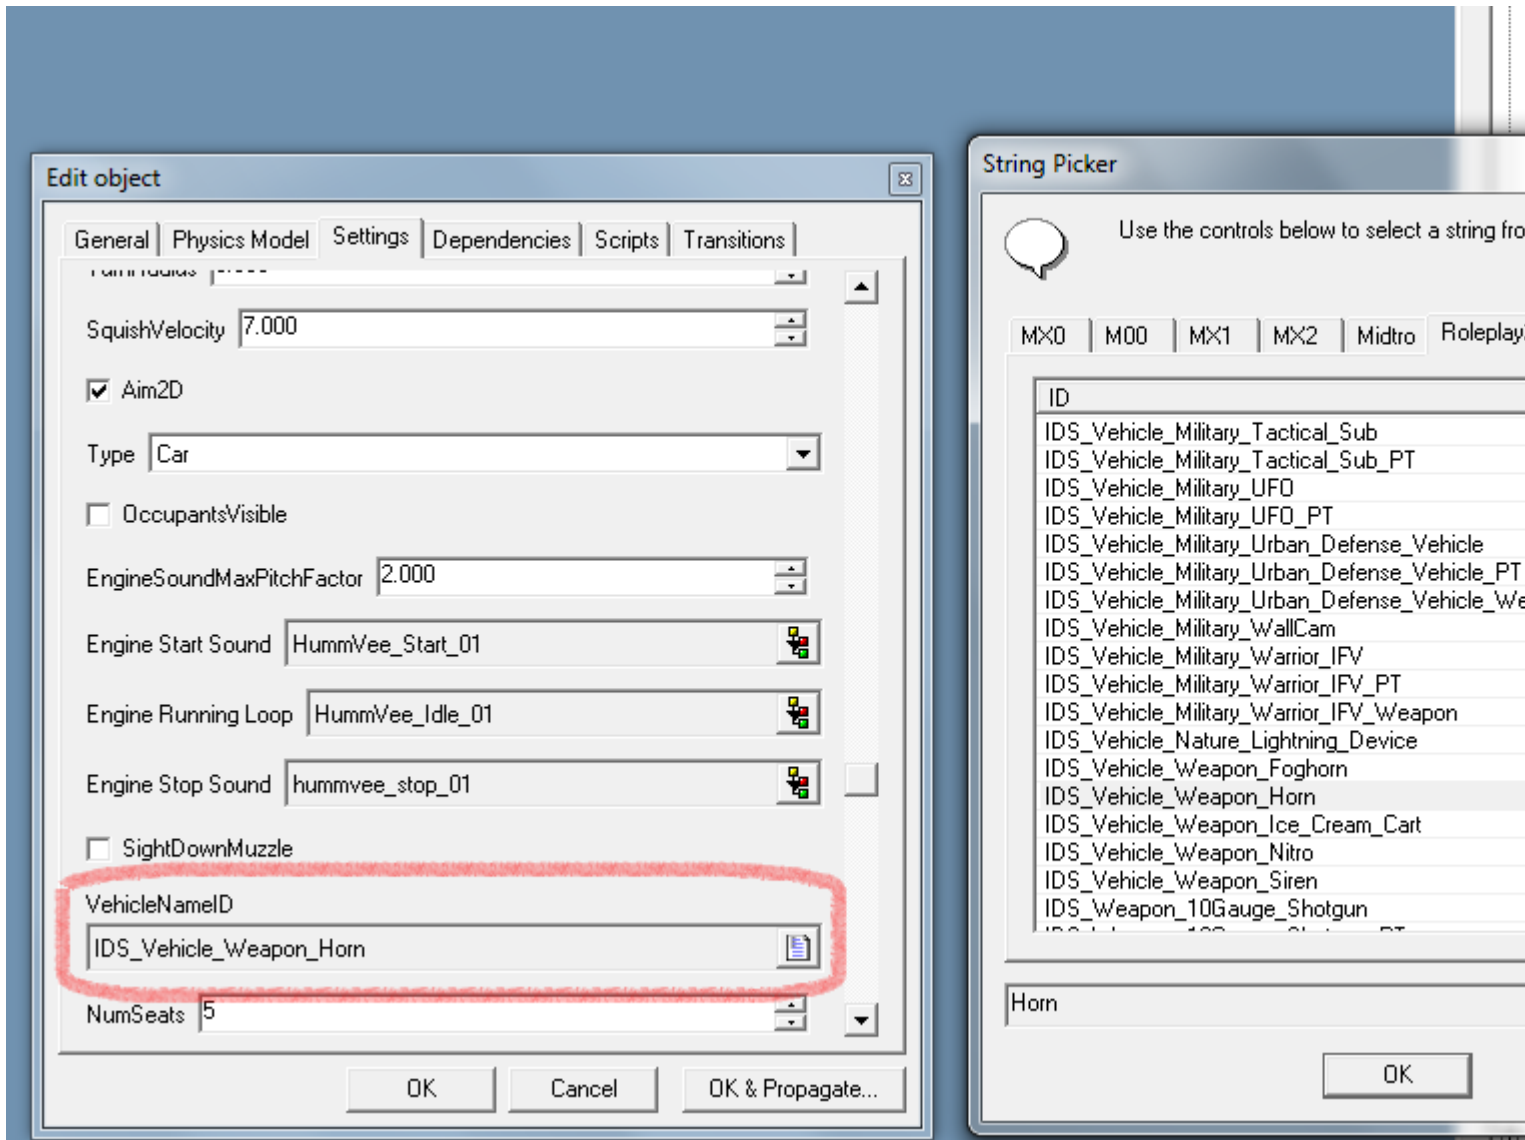 Edit object
General Physics Model Settings Dependencies Scripts Transitions
SquishVelocity 7.000
Aim2D
Type Car
OccupantsVisible
EngineSoundMaxPitchFactor 2.000
Engine Start Sound HummVee_Start_01
Engine Running Loop HummVee_Idle_01
Engine Stop Sound hummvee_stop_01
SightDownMuzzle
VehicleNameID
IDS_Vehicle_Weapon_Horn
NumSeats 5
OK Cancel OK & Propagate...
String Picker
Use the controls below to select a string fro
MX0 M00 MX1 MX2 Midtro Roleplay
ID
IDS_Vehicle_Military_Tactical_Sub
IDS_Vehicle_Military_Tactical_Sub_PT
IDS_Vehicle_Military_UFO
IDS_Vehicle_Military_UFO_PT
IDS_Vehicle_Military_Urban_Defense_Vehicle
IDS_Vehicle_Military_Urban_Defense_Vehicle_PT
IDS_Vehicle_Military_Urban_Defense_Vehicle_We
IDS_Vehicle_Military_WallCam
IDS_Vehicle_Military_Warrior_IFV
IDS_Vehicle_Military_Warrior_IFV_PT
IDS_Vehicle_Military_Warrior_IFV_Weapon
IDS_Vehicle_Nature_Lightning_Device
IDS_Vehicle_Weapon_Foghorn
IDS_Vehicle_Weapon_Horn
IDS_Vehicle_Weapon_Ice_Cream_Cart
IDS_Vehicle_Weapon_Nitro
IDS_Vehicle_Weapon_Siren
IDS_Weapon_10Gauge_Shotgun
Horn
OK